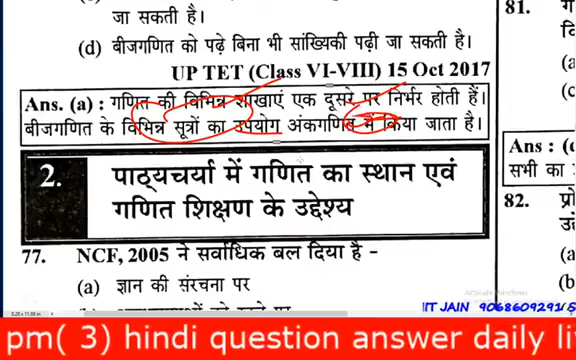 जा सकती है।
(d) बीजगणित को पढ़े बिना भी सांख्यिकी पढ़ी जा सकती है।
UP TET (Class VI-VIII) 15 Oct 2017
Ans. (a) : गणित की विभिन्न शाखाएं एक दूसरे पर निर्भर होती हैं।
बीजगणित के विभिन्न सूत्रों का उपयोग अंकगणित में किया जाता है।
2. पाठ्यचर्या में गणित का स्थान एवं
गणित शिक्षण के उद्देश्य
77. NCF, 2005 ने सर्वाधिक बल दिया है -
(a) ज्ञान की संरचना पर
(b)
81.
(a)
(c)
Ans : (c
सभी का
82.
(a)
(b)
IT JAIN 9068609291/5
pm( 3) hindi question answer daily li